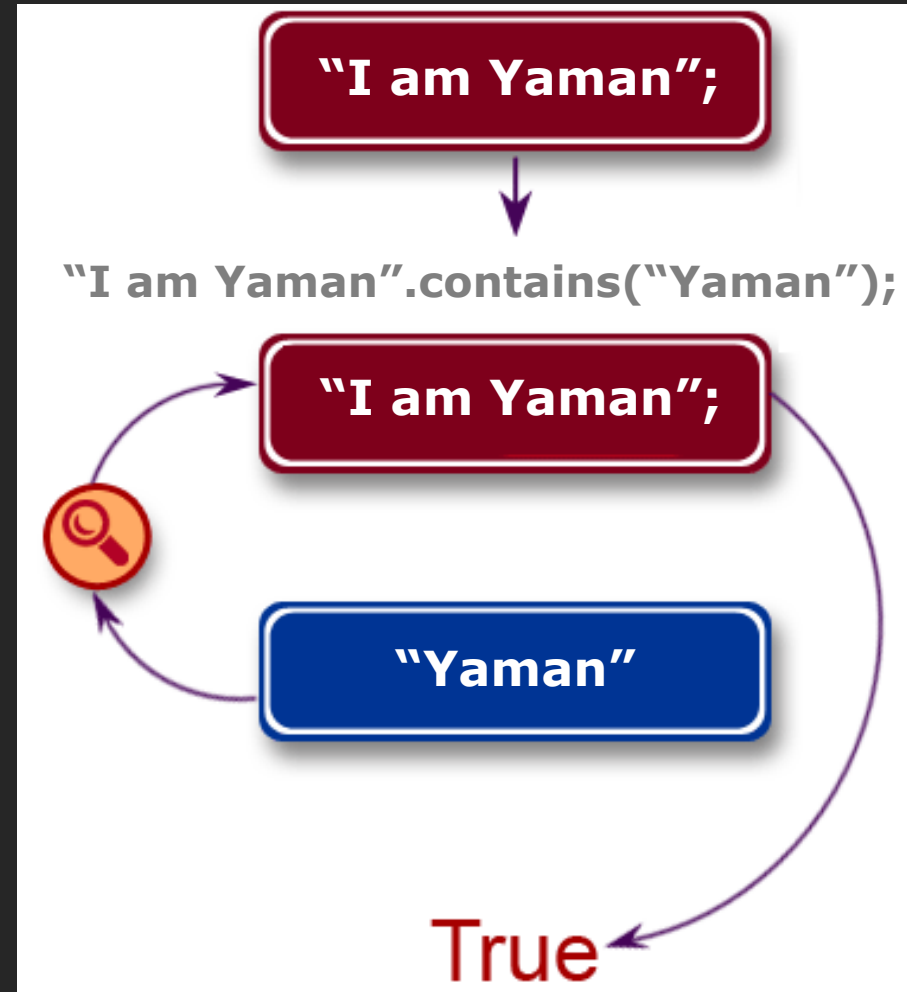 “I am Yaman”;
“I am Yaman”.contains(“Yaman”);
“I am Yaman”;
“Yaman”
True